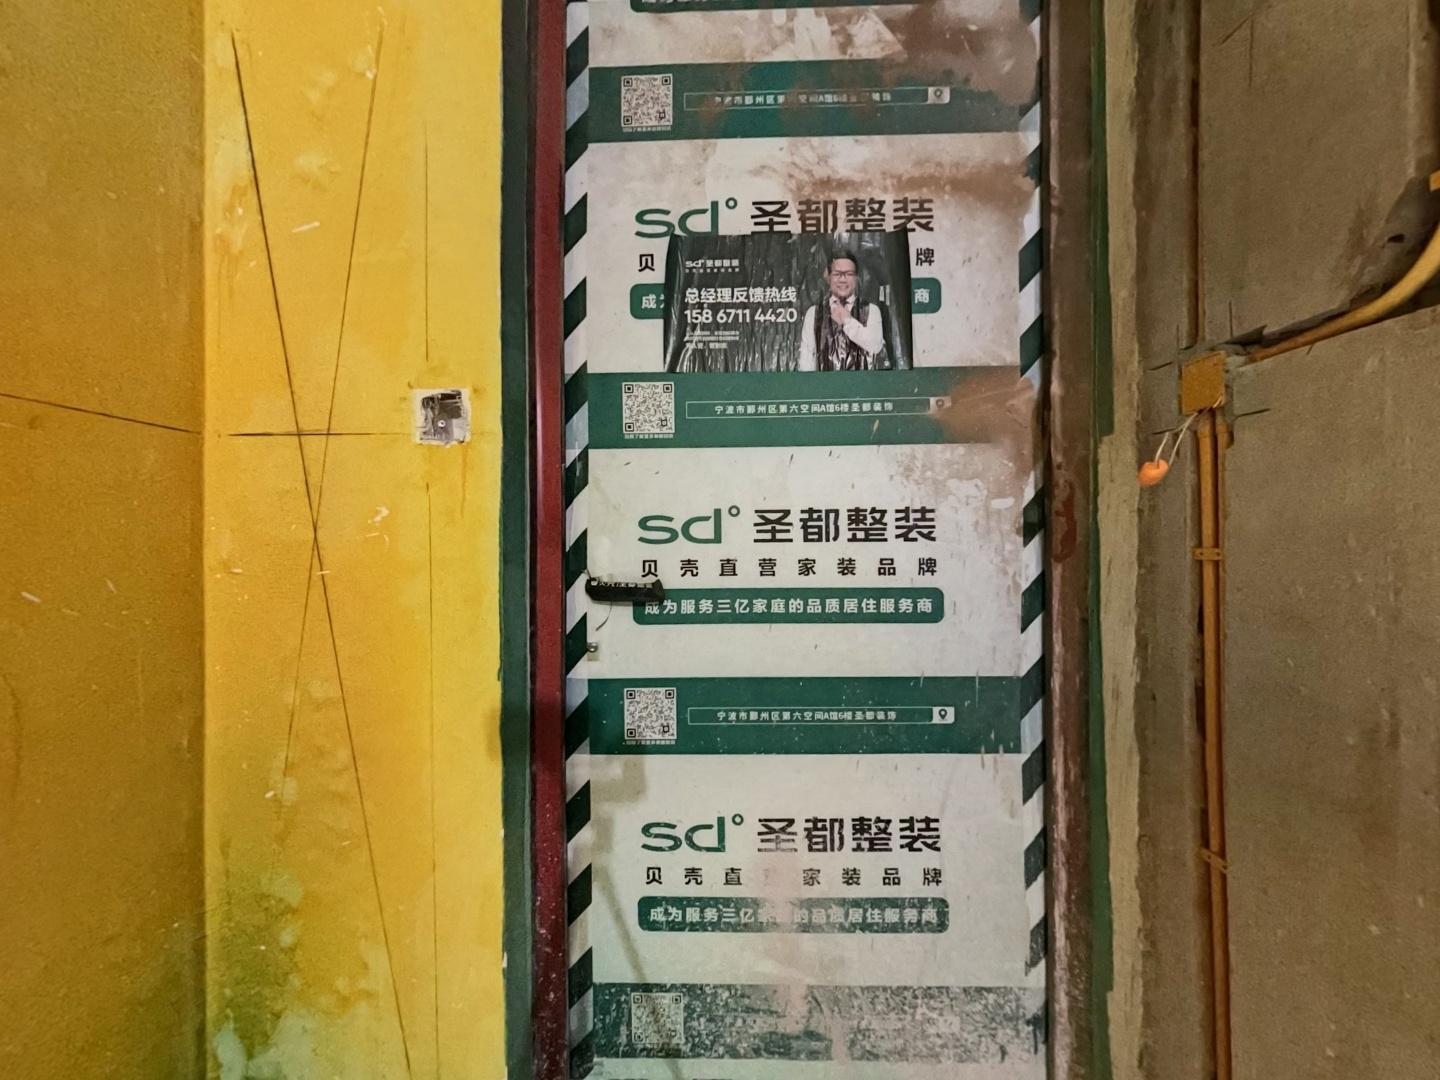 宁波市鄞州区第六空间A馆6楼圣都装饰
sd°圣都整装
贝
牌
成
商
sd°圣都整装
总经理反馈热线
158 6711 4420
宁波市鄞州区第六空间A馆6楼圣都装饰
sd°圣都整装
贝壳直营家装品牌
成为服务三亿家庭的品质居住服务商
宁波市鄞州区第六空间A馆6楼圣都装饰
sd°圣都整装
贝壳直 家装品牌
成为服务三亿家 的品质居住服务商